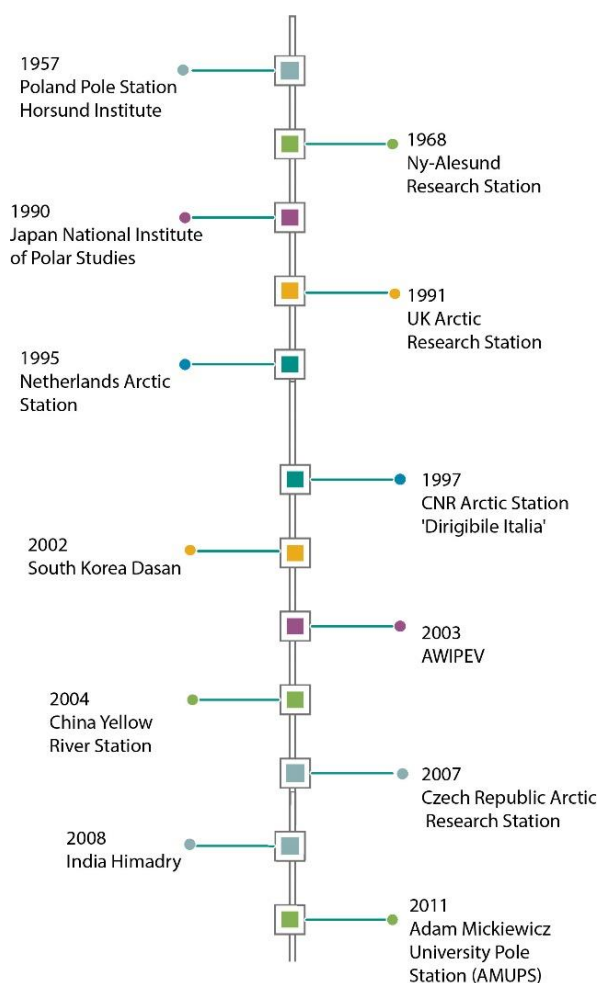 1957
Poland Pole Station
Horsund Institute
1968
Ny-Alesund
Research Station
1990
Japan National Institute
of Polar Studies
1991
UK Arctic
Research Station
1995
Netherlands Arctic
Station
1997
CNR Arctic Station
'Dirigibile Italia'
2002
South Korea Dasan
2003
AWIPEV
2004
China Yellow
River Station
2007
Czech Republic Arctic
Research Station
2008
India Himadry
2011
Adam Mickiewicz
University Pole
Station (AMUPS)